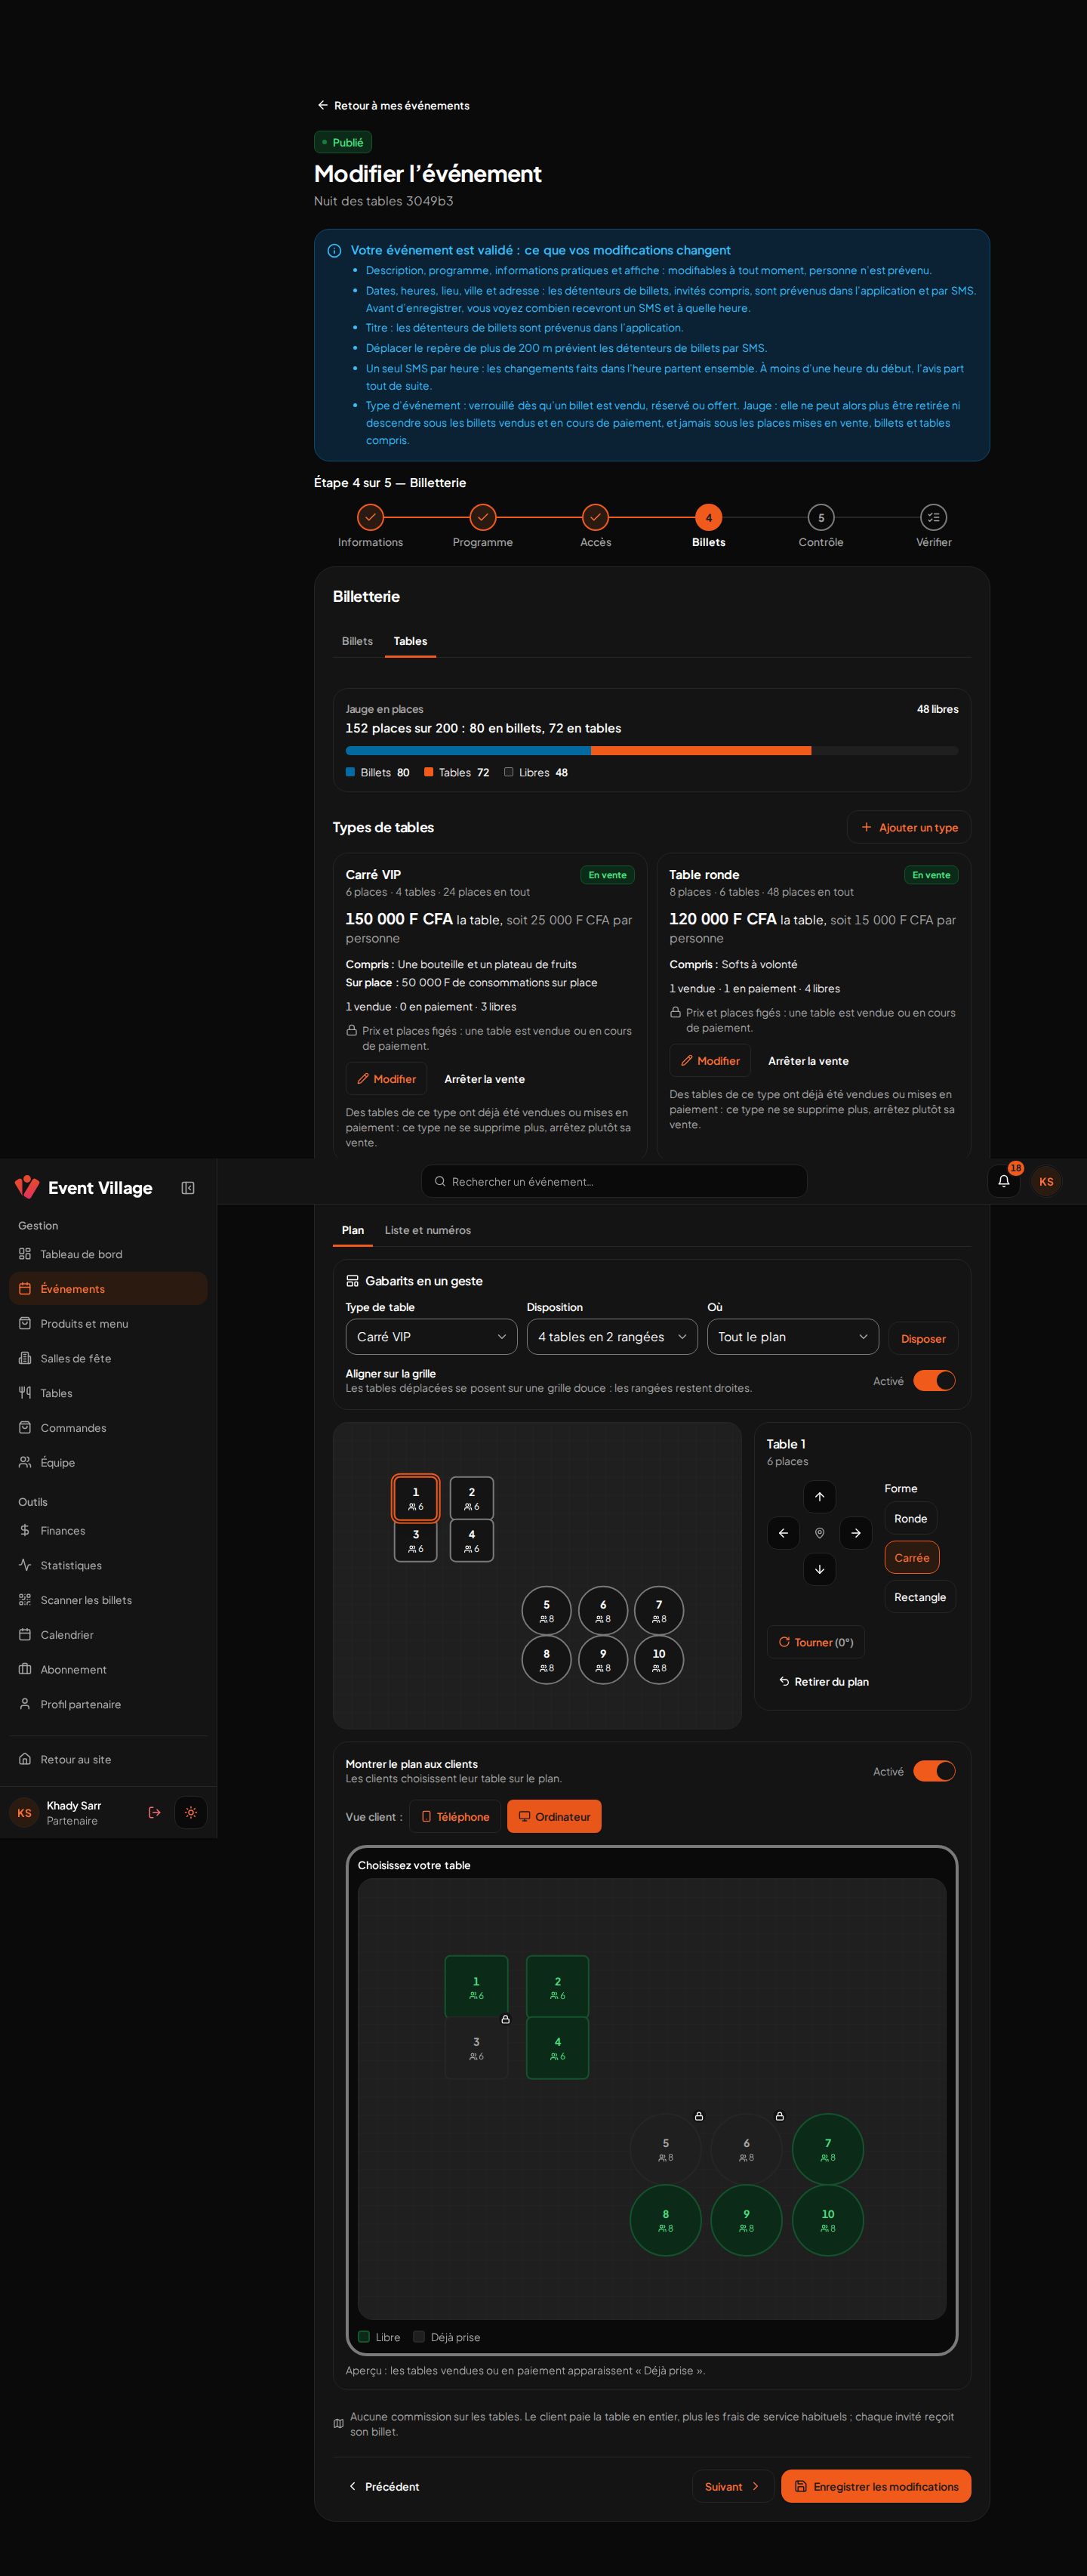 Retour à mes événements
Publié
Modifier l’événement
Nuit des tables 3049b3
Votre événement est validé : ce que vos modifications changent
• Description, programme, informations pratiques et affiche : modifiables à tout moment, personne n’est prévenu.
• Dates, heures, lieu, ville et adresse : les détenteurs de billets, invités compris, sont prévenus dans l’application et par SMS.
Avant d’enregistrer, vous voyez combien recevront un SMS et à quelle heure.
• Titre : les détenteurs de billets sont prévenus dans l’application.
• Déplacer le repère de plus de 200 m prévient les détenteurs de billets par SMS.
• Un seul SMS par heure : les changements faits dans l’heure partent ensemble. À moins d’une heure du début, l’avis part
tout de suite.
• Type d’événement : verrouillé dès qu’un billet est vendu, réservé ou offert. Jauge : elle ne peut alors plus être retirée ni
descendre sous les billets vendus et en cours de paiement, et jamais sous les places mises en vente, billets et tables
compris.
Étape 4 sur 5 — Billetterie
4 5
Informations Programme Accès Billets Contrôle Vérifier
Billetterie
Billets Tables
Jauge en places 48 libres
152 places sur 200 : 80 en billets, 72 en tables
Billets 80 Tables 72 Libres 48
Types de tables
Ajouter un type
Carré VIP En vente
6 places · 4 tables · 24 places en tout
150 000 F CFA la table, soit 25 000 F CFA par
personne
Compris : Une bouteille et un plateau de fruits
Sur place : 50 000 F de consommations sur place
1 vendue · 0 en paiement · 3 libres
Prix et places figés : une table est vendue ou en cours
de paiement.
Modifier Arrêter la vente
Des tables de ce type ont déjà été vendues ou mises en
paiement : ce type ne se supprime plus, arrêtez plutôt sa
vente.
Table ronde En vente
8 places · 6 tables · 48 places en tout
120 000 F CFA la table, soit 15 000 F CFA par
personne
Compris : Softs à volonté
1 vendue · 1 en paiement · 4 libres
Prix et places figés : une table est vendue ou en cours
de paiement.
Modifier Arrêter la vente
Des tables de ce type ont déjà été vendues ou mises en
paiement : ce type ne se supprime plus, arrêtez plutôt sa
vente.
Event Village
Rechercher un événement…
18
KS
Gestion
Tableau de bord
Événements
Produits et menu
Salles de fête
Tables
Commandes
Équipe
Outils
Finances
Statistiques
Scanner les billets
Calendrier
Abonnement
Profil partenaire
Retour au site
KS
Khady Sarr
Partenaire
Plan Liste et numéros
Gabarits en un geste
Type de table Disposition Où
Carré VIP 4 tables en 2 rangées Tout le plan Disposer
Aligner sur la grille
Les tables déplacées se posent sur une grille douce : les rangées restent droites.
Activé
1 2
6 6
3 4
6 6
5 6 7
8 8 8
8 9 10
8 8 8
Table 1
6 places
Forme
Ronde
Carrée
Rectangle
Tourner (0°)
Retirer du plan
Montrer le plan aux clients
Les clients choisissent leur table sur le plan.
Activé
Vue client : Téléphone Ordinateur
Choisissez votre table
1 2
6 6
3 4
6 6
5 6 7
8 8 8
8 9 10
8 8 8
Libre Déjà prise
Aperçu : les tables vendues ou en paiement apparaissent « Déjà prise ».
Aucune commission sur les tables. Le client paie la table en entier, plus les frais de service habituels ; chaque invité reçoit
son billet.
Précédent Suivant Enregistrer les modifications